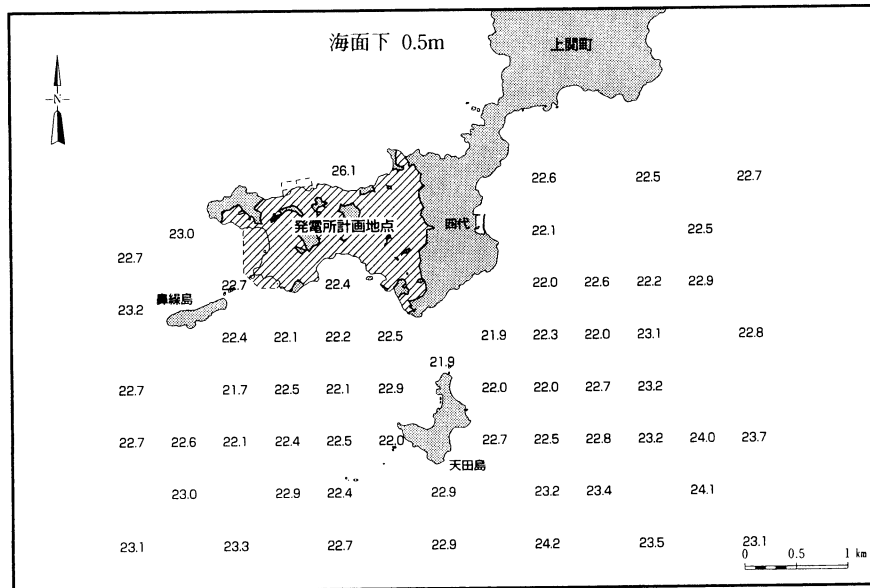 海面下 0.5m
上関町
N
26.1 22.6 22.5 22.7
23.0 発電所計画地点 四代 22.1 22.5
22.7
22.7 22.4 22.0 22.6 22.2 22.9
鼻繰島
23.2
22.4 22.1 22.2 22.5 21.9 22.3 22.0 23.1 22.8
21.9
22.7 21.7 22.5 22.1 22.9 22.0 22.0 22.7 23.2
22.7 22.6 22.1 22.4 22.5 22.0 22.7 22.5 22.8 23.2 24.0 23.7
天田島
23.0 22.9 22.4 22.9 23.2 23.4 24.1
23.1 23.3 22.7 22.9 24.2 23.5 23.1
0 0.5 1 km